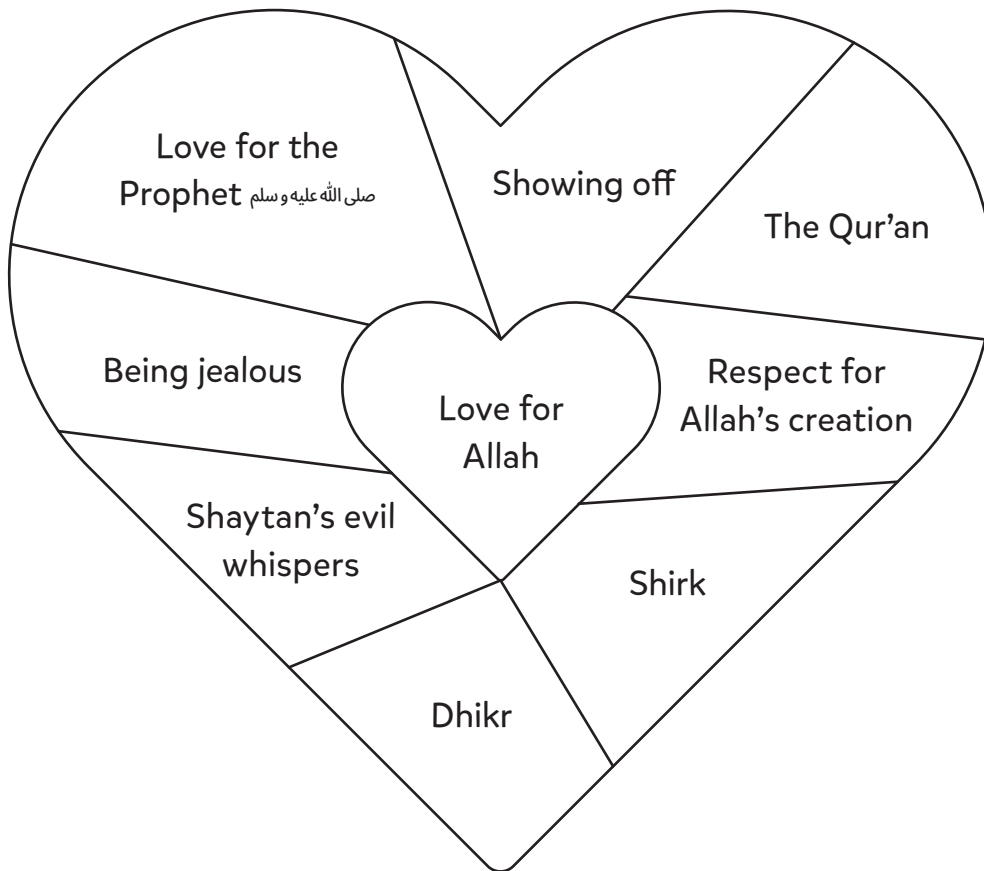 Love for the
Prophet صلى الله عليه وسلم
Showing off
The Qur’an
Being jealous
Love for
Allah
Respect for
Allah’s creation
Shaytan’s evil
whispers
Shirk
Dhikr